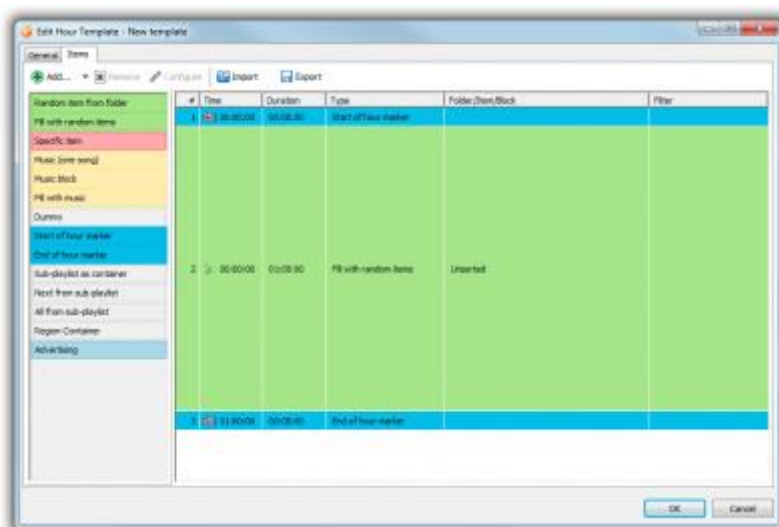 Edit Hour Template - New template
General Items
Add... Remove Configure Import Export
# Time Duration Type Folder/Item/Block Filter
Random item from folder
Fill with random items
Specific item
Music (one song)
Music block
Fill with music
Dummy
Start of hour marker
End of hour marker
Sub-playlist as container
Next from sub-playlist
All from sub-playlist
Region Container
Advertising
1 00:00:00 00:00:00 Start of hour marker
2 00:00:00 01:00:00 Fill with random items Unsorted
3 01:00:00 00:00:00 End of hour marker
OK Cancel